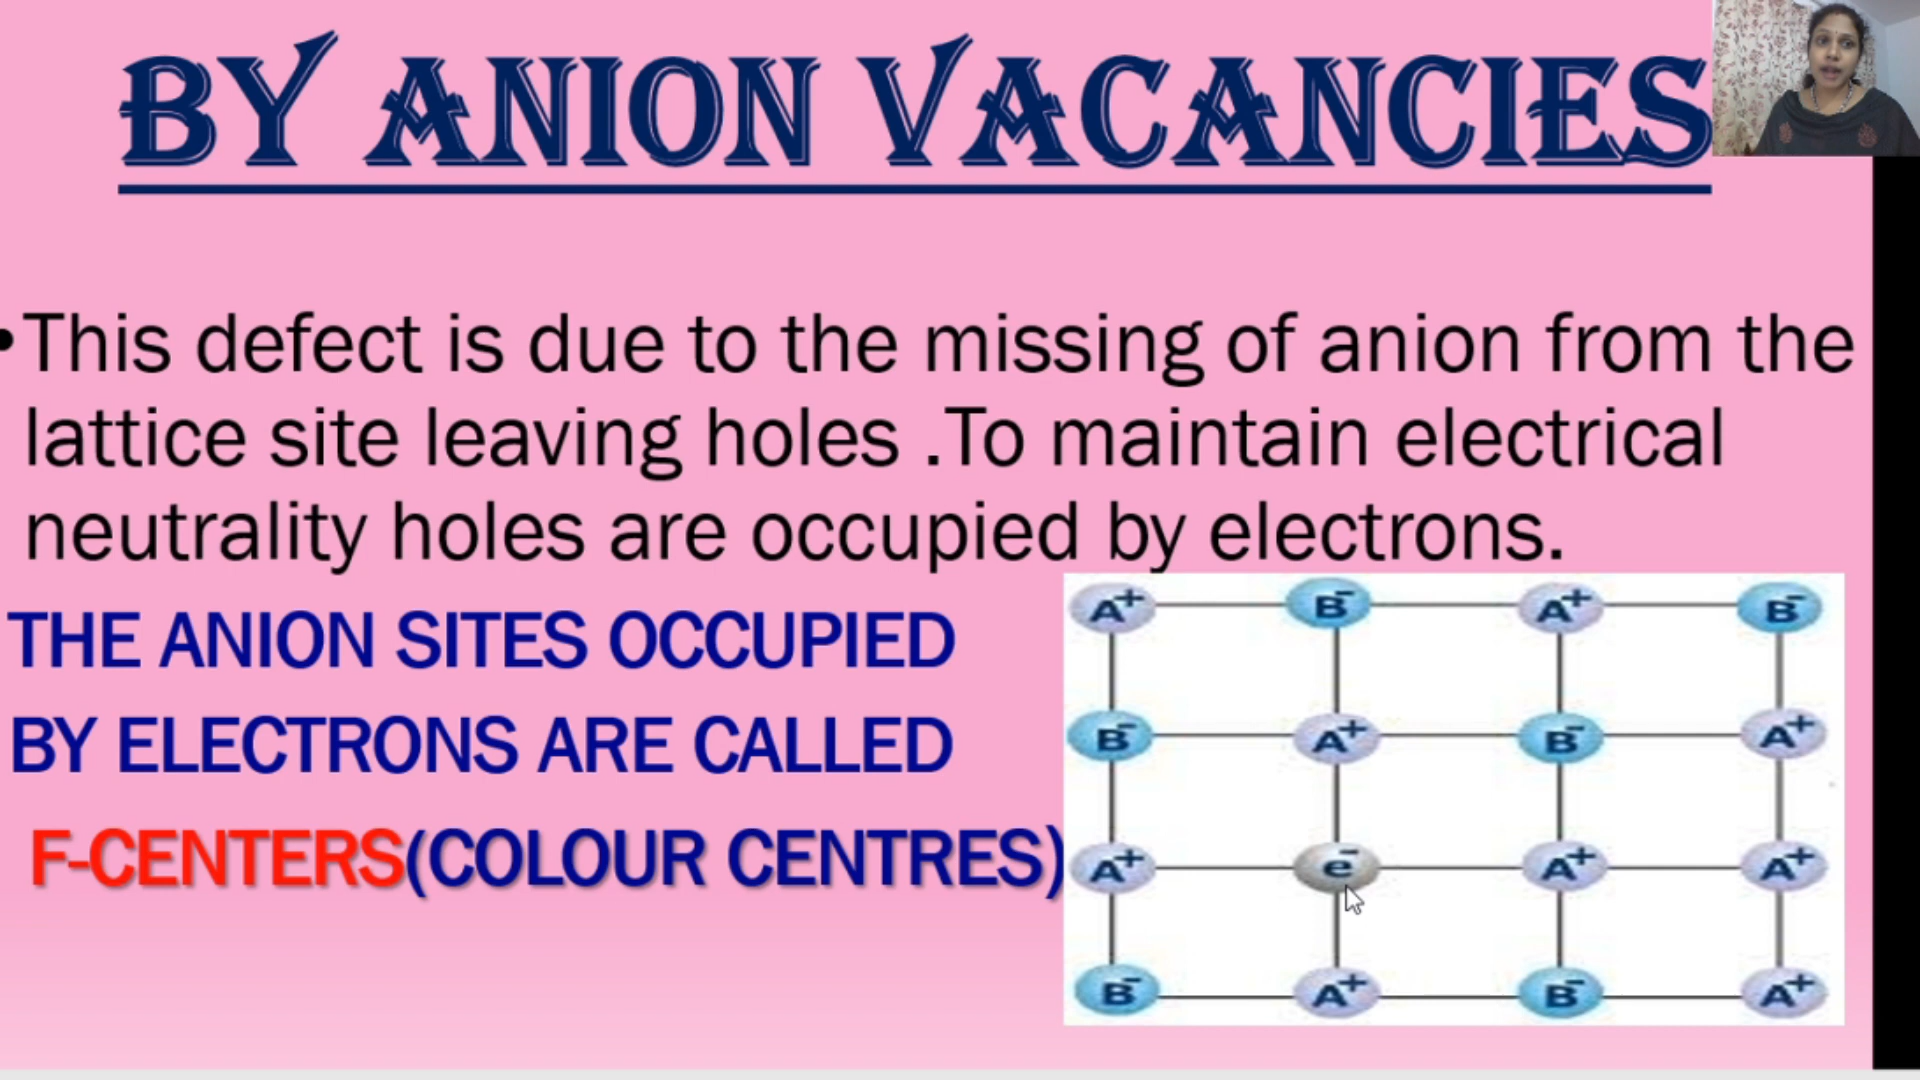 BY ANION VACANCIES
•This defect is due to the missing of anion from the
lattice site leaving holes .To maintain electrical
neutrality holes are occupied by electrons.
THE ANION SITES OCCUPIED
BY ELECTRONS ARE CALLED
F-CENTERS(COLOUR CENTRES)
A+ B- A+ B-
B- A+ B- A+
A+ e- A+ A+
B- A+ B- A+